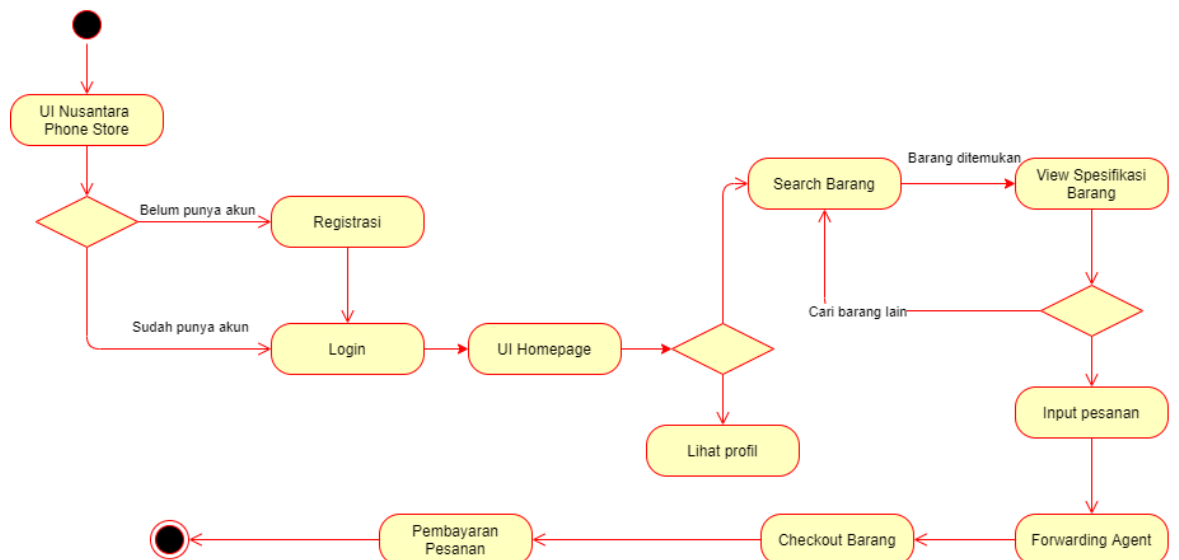 UI Nusantara
Phone Store
Belum punya akun
Registrasi
Sudah punya akun
Login
UI Homepage
Lihat profil
Search Barang
Barang ditemukan
View Spesifikasi
Barang
Cari barang lain
Input pesanan
Forwarding Agent
Checkout Barang
Pembayaran
Pesanan